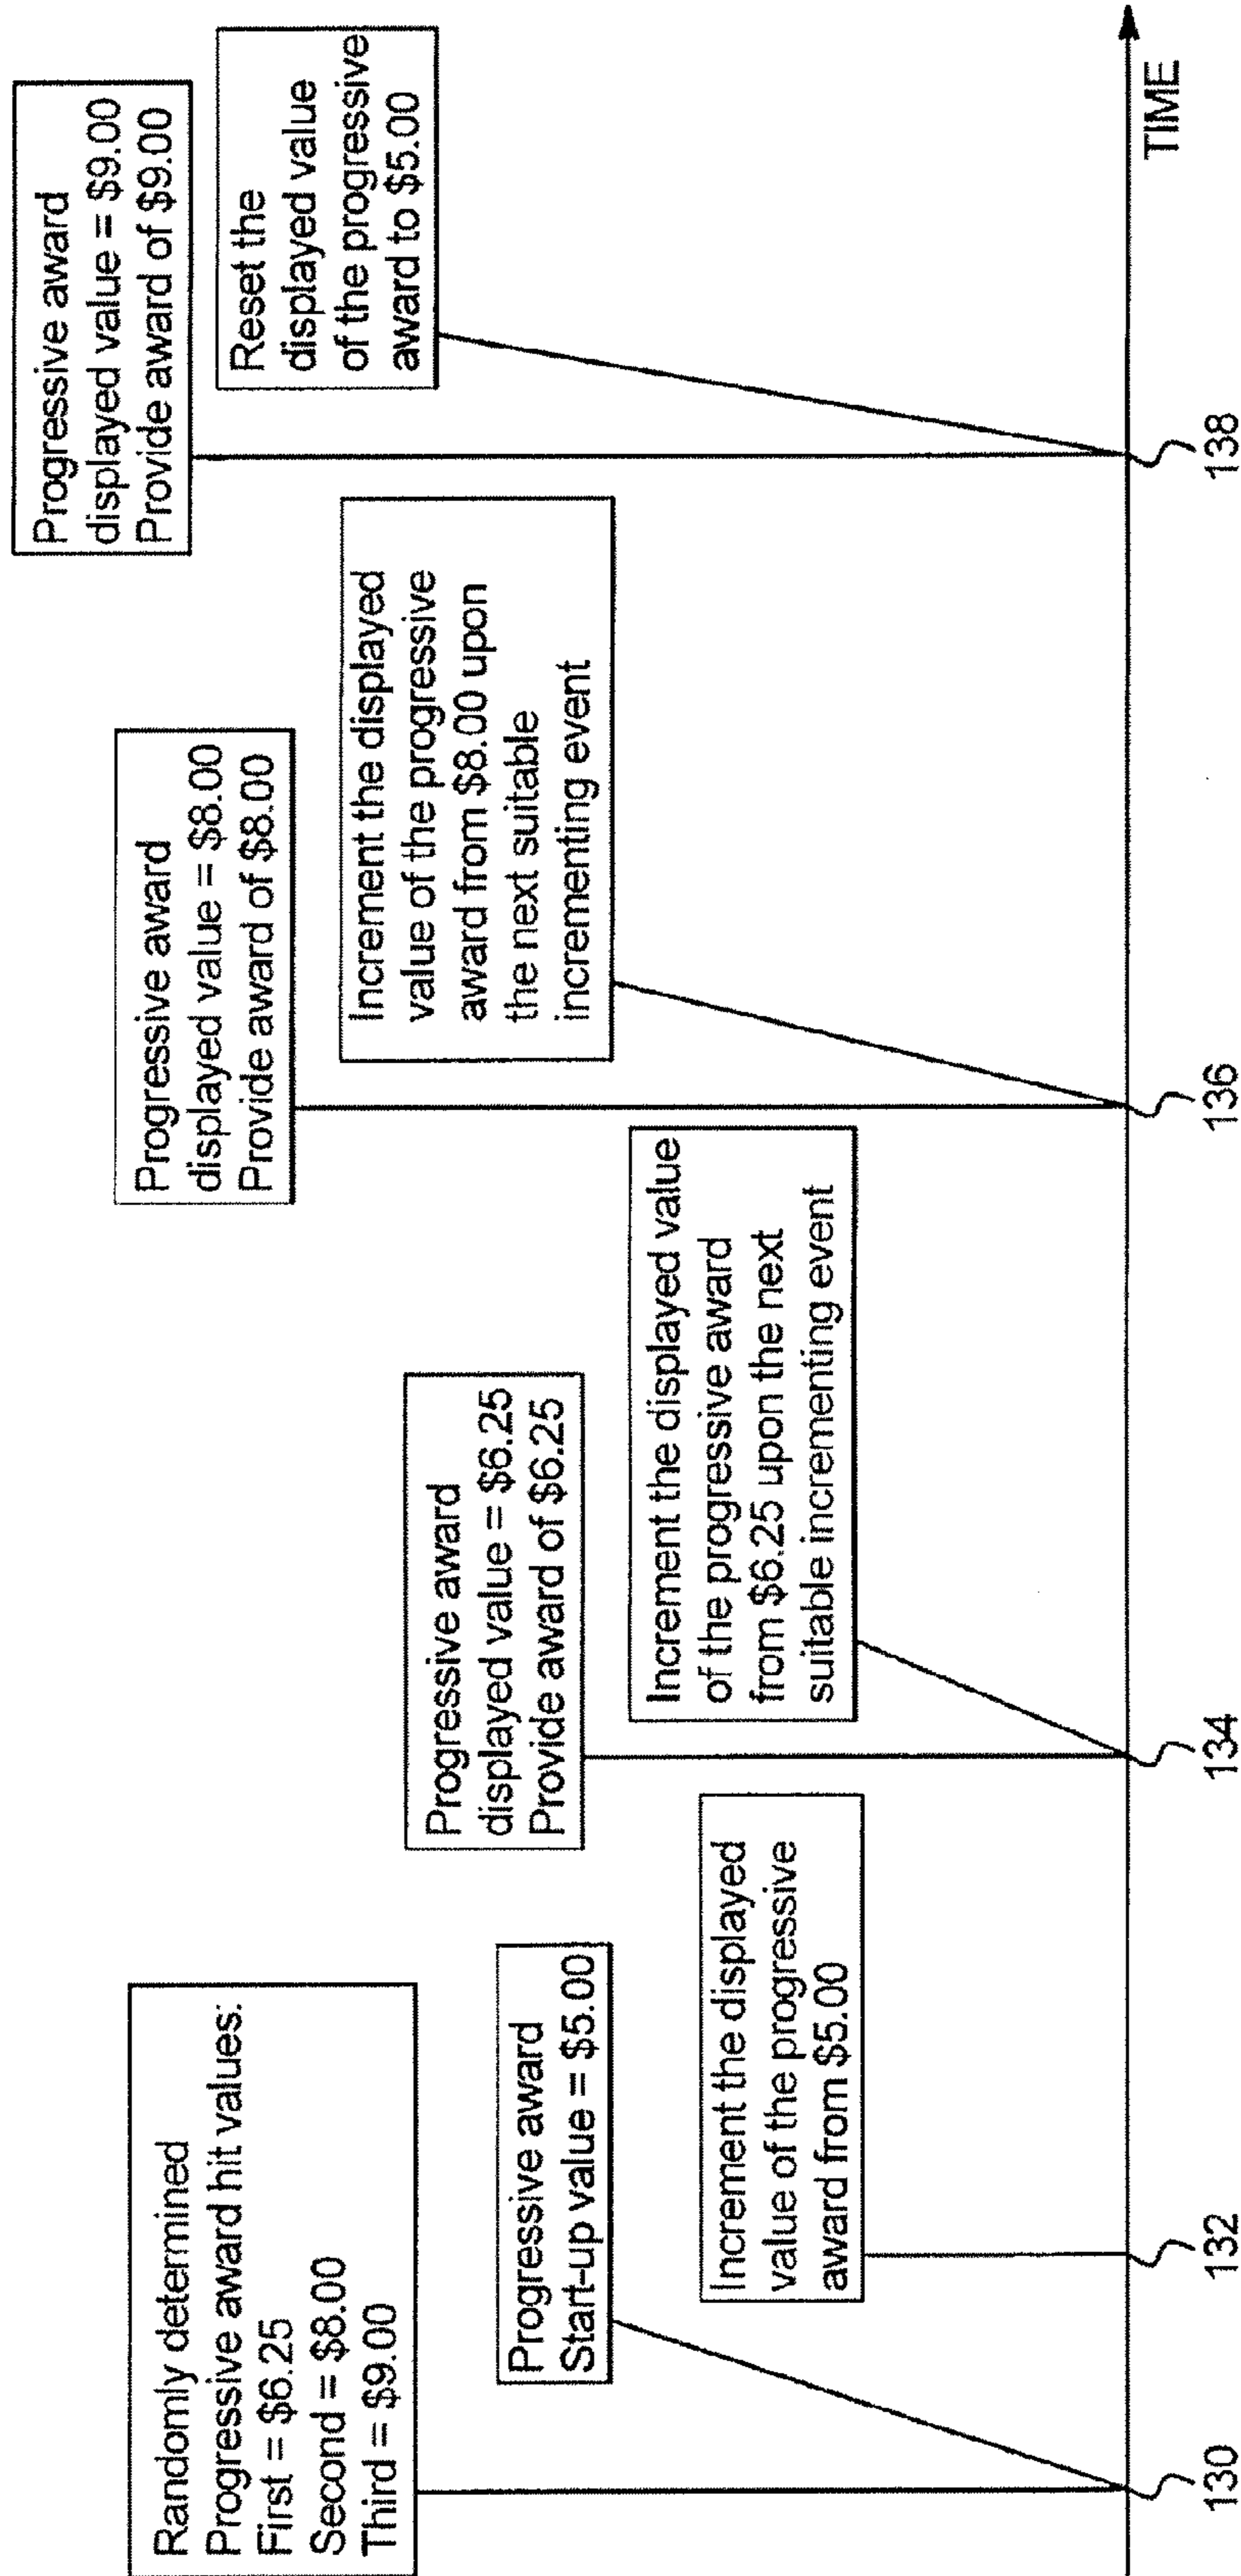 Randomly determined
Progressive award hit values:
First = $6.25
Second = $8.00
Third = $9.00
Progressive award
Start-up value = $5.00
Increment the displayed
value of the progressive
award from $5.00
Progressive award
displayed value = $6.25
Provide award of $6.25
Increment the displayed value
of the progressive award
from $6.25 upon the next
suitable incrementing event
Progressive award
displayed value = $8.00
Provide award of $8.00
Increment the displayed
value of the progressive
award from $8.00 upon
the next suitable
incrementing event
Progressive award
displayed value = $9.00
Provide award of $9.00
Reset the
displayed value
of the progressive
award to $5.00
130
132
134
136
138
TIME